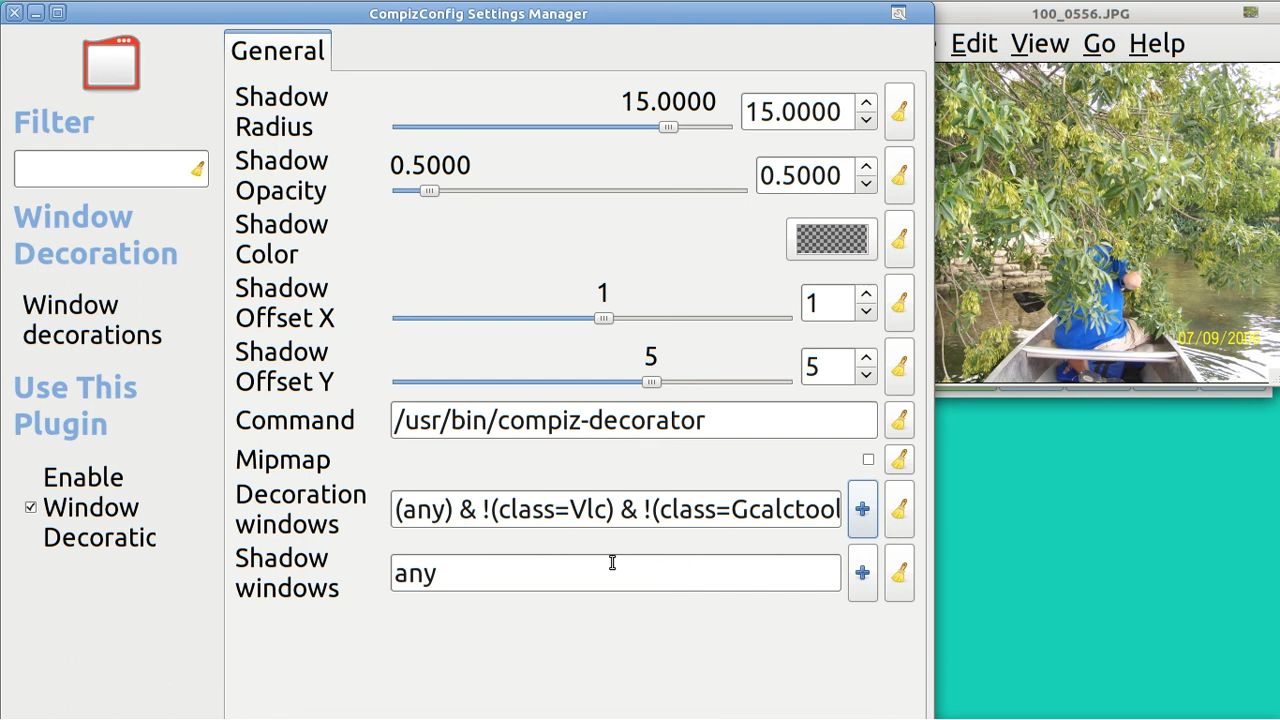 CompizConfig Settings Manager
100_0556.JPG
Edit View Go Help
Filter
Window
Decoration
Window
decorations
Use This
Plugin
Enable
Window
Decoratic
General
Shadow
Radius
15.0000
15.0000
Shadow
Opacity
0.5000
0.5000
Shadow
Color
Shadow
Offset X
1
1
Shadow
Offset Y
5
5
Command
/usr/bin/compiz-decorator
Mipmap
Decoration
windows
(any) & !(class=Vlc) & !(class=Gcalctool
Shadow
windows
any